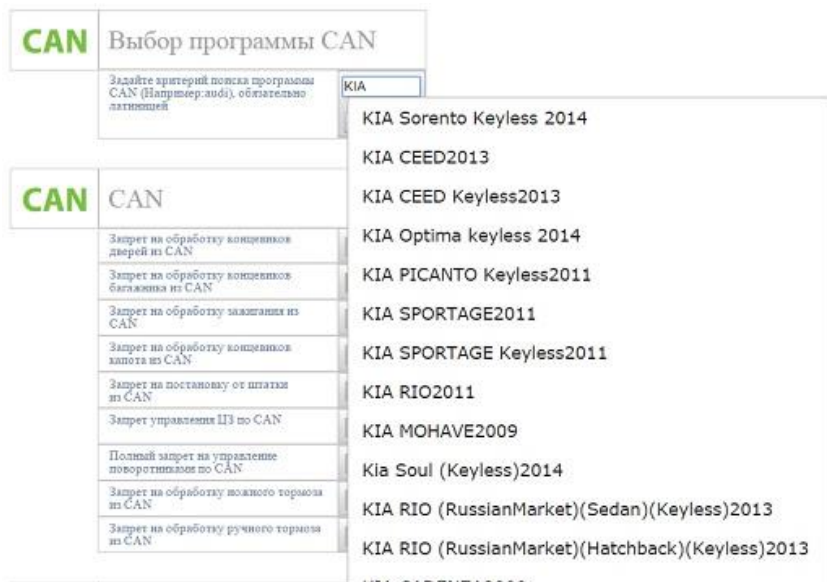 CAN Выбор программы CAN
Задайте критерий поиска программы
CAN (Например:audi), обязательно
латиницей
KIA
KIA Sorento Keyless 2014
KIA CEED2013
KIA CEED Keyless2013
KIA Optima keyless 2014
KIA PICANTO Keyless2011
KIA SPORTAGE2011
KIA SPORTAGE Keyless2011
KIA RIO2011
KIA MOHAVE2009
Kia Soul (Keyless)2014
KIA RIO (RussianMarket)(Sedan)(Keyless)2013
KIA RIO (RussianMarket)(Hatchback)(Keyless)2013
CAN CAN
Запрет на обработку концевиков
дверей из CAN
Запрет на обработку концевиков
багажника из CAN
Запрет на обработку зажигания из
CAN
Запрет на обработку концевиков
капота из CAN
Запрет на постановку от штатки
из CAN
Запрет управления ЦЗ по CAN
Полный запрет на управление
поворотниками по CAN
Запрет на обработку ножного тормоза
из CAN
Запрет на обработку ручного тормоза
из CAN